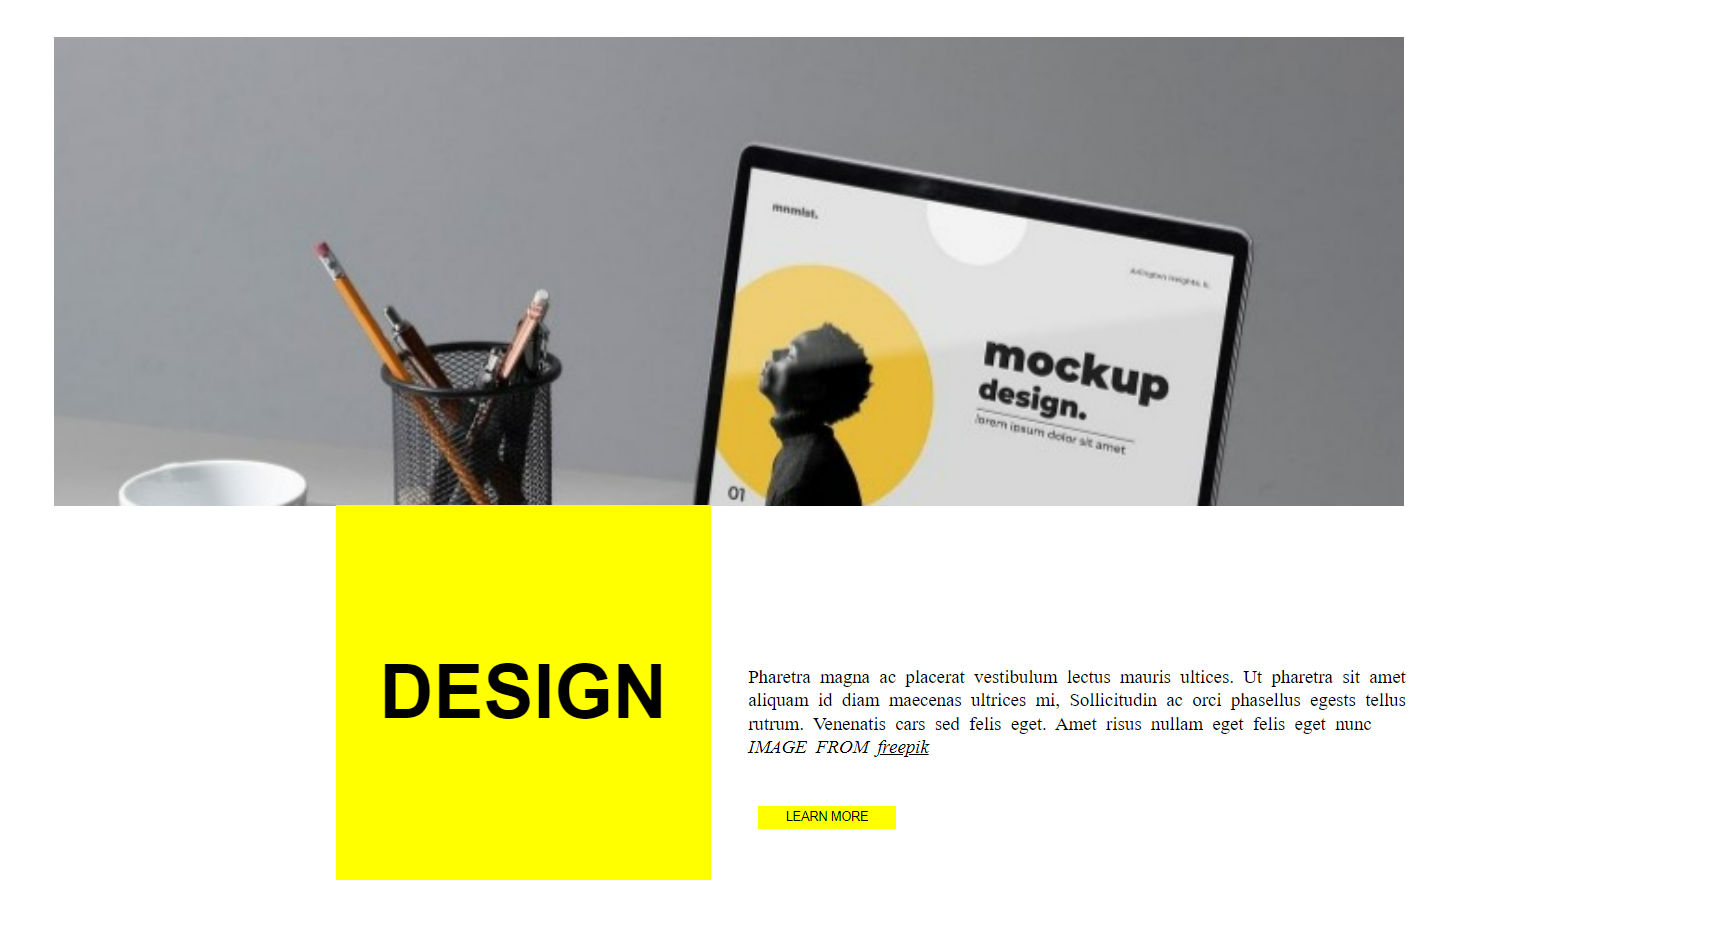 mnmlst.
Arlington Heights, IL
mockup
design.
lorem ipsum dolor sit amet
01
DESIGN
Pharetra magna ac placerat vestibulum lectus mauris ultices. Ut pharetra sit amet
aliquam id diam maecenas ultrices mi, Sollicitudin ac orci phasellus egests tellus
rutrum. Venenatis cars sed felis eget. Amet risus nullam eget felis eget nunc
IMAGE FROM freepik
LEARN MORE